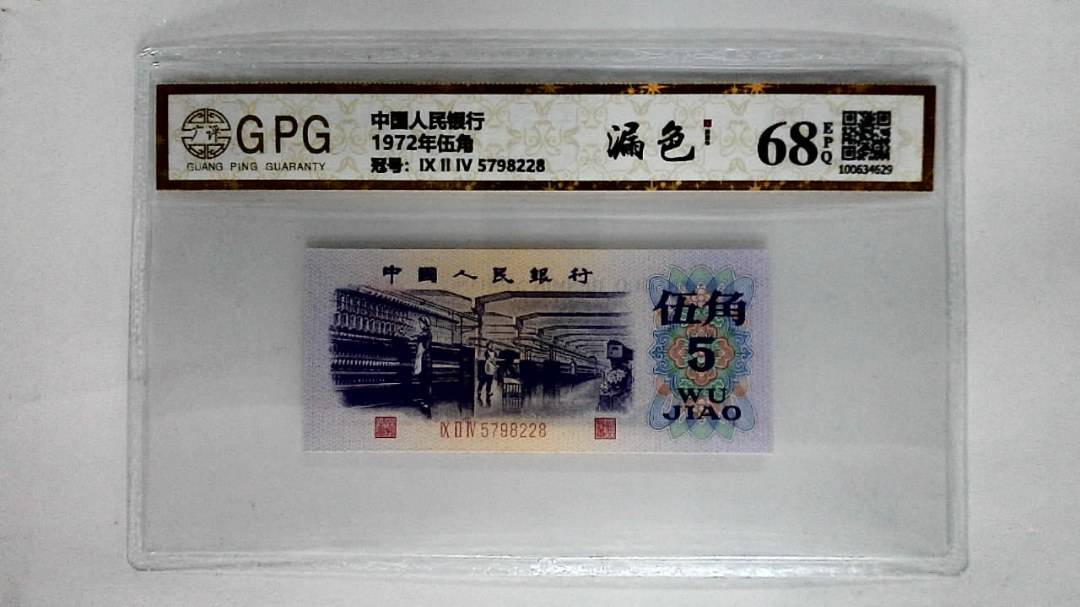 GPG
GUANG PING GUARANTY
中国人民银行
1972年伍角
冠号：IX II IV 5798228
漏色
68
EPQ
100634629
中國人民銀行
伍角
5
WU
JIAO
IX II IV 5798228